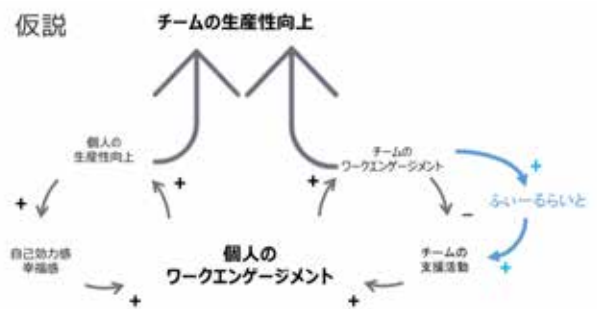 仮説
チームの生産性向上
個人の
生産性向上
チームの
ワークエンゲージメント
+
+
+
+
−
ふぃーるらいと
自己効力感
幸福感
個人の
ワークエンゲージメント
チームの
支援活動
+
+
+